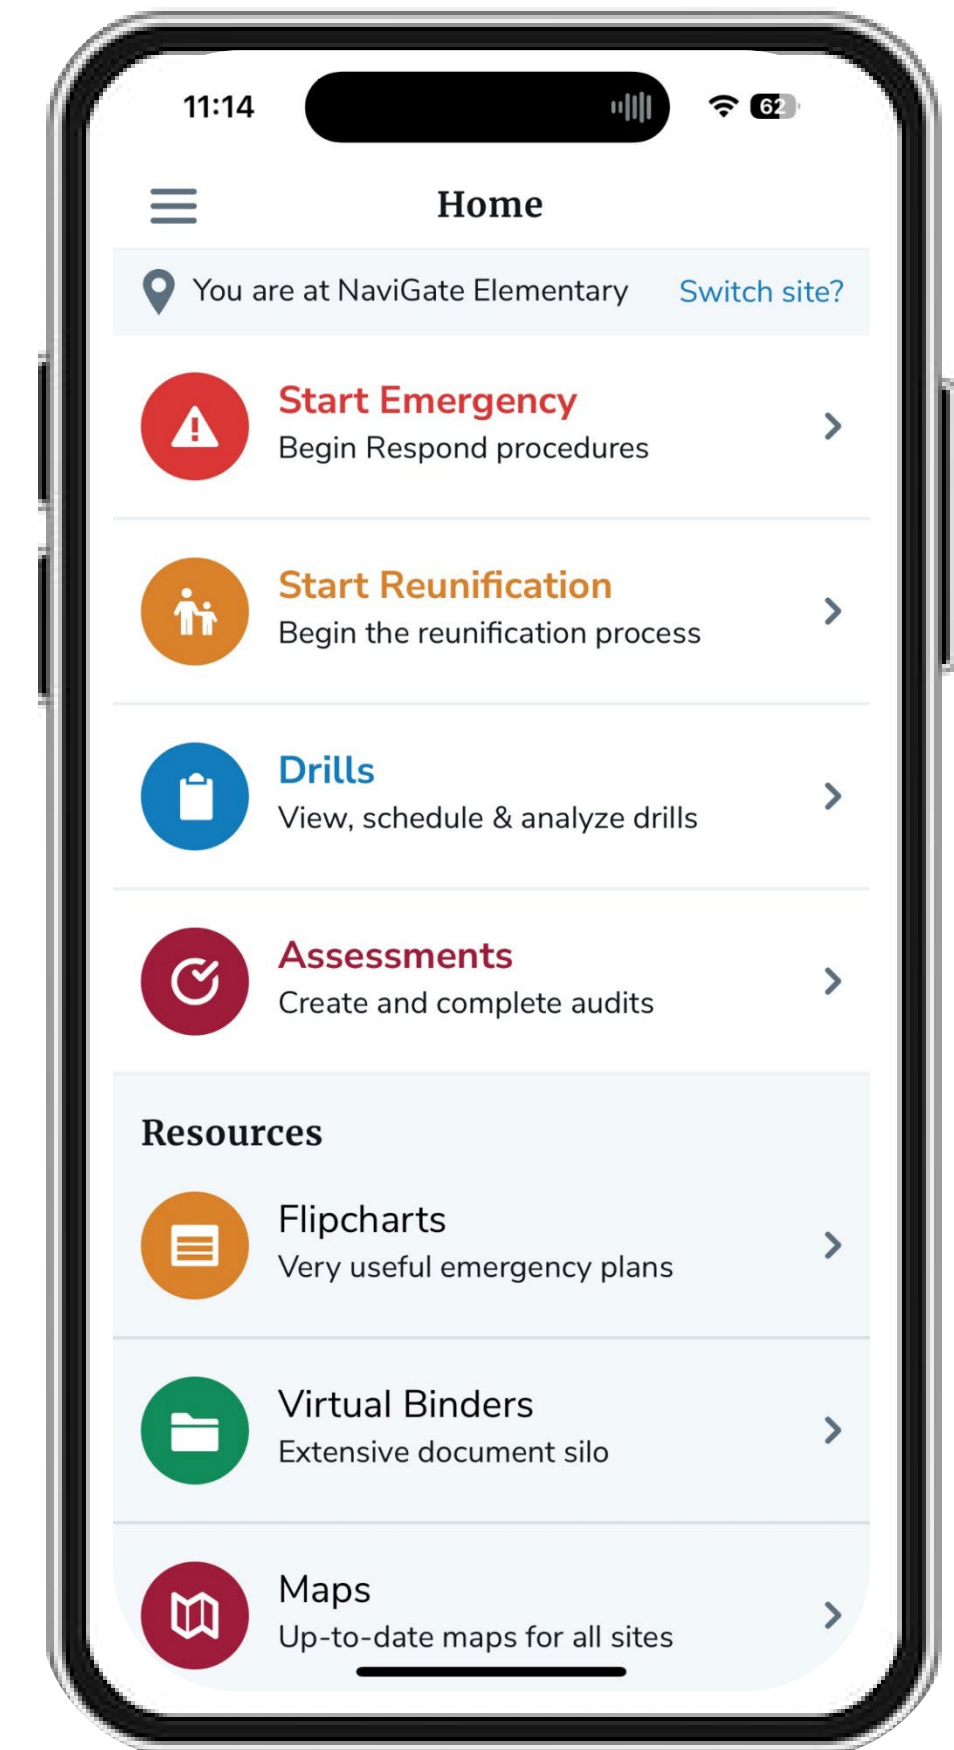 11:14
62
Home
You are at NaviGate Elementary Switch site?
Start Emergency
Begin Respond procedures
Start Reunification
Begin the reunification process
Drills
View, schedule & analyze drills
Assessments
Create and complete audits
Resources
Flipcharts
Very useful emergency plans
Virtual Binders
Extensive document silo
Maps
Up-to-date maps for all sites